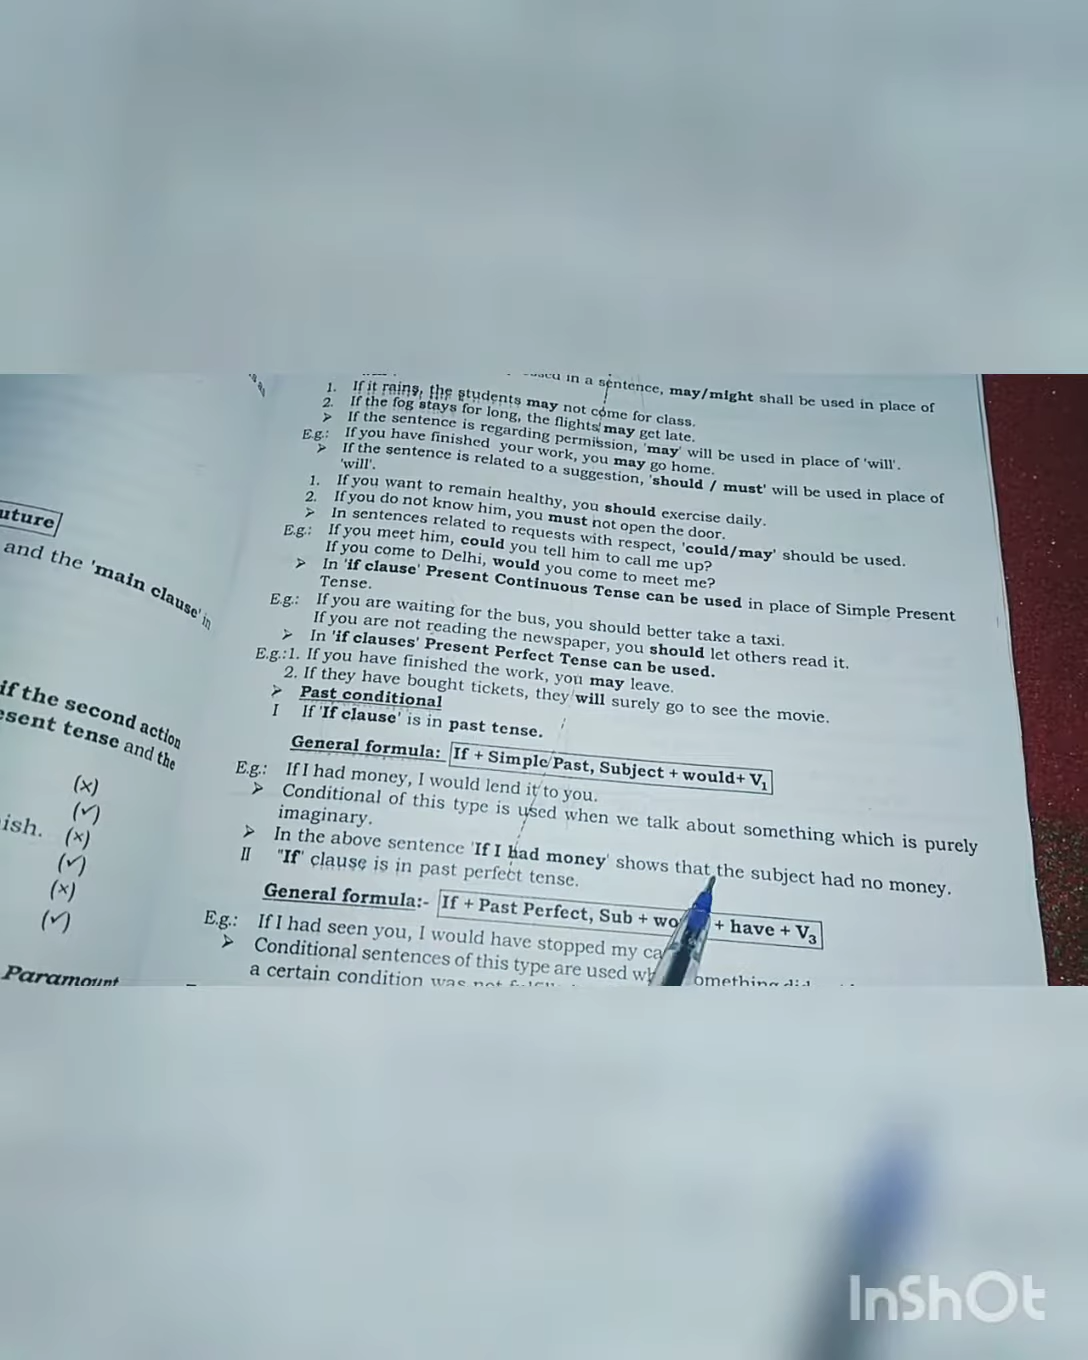 uture
and the 'main clause' in
if the second action
esent tense and the
(x)
(✓)
ish. (x)
(✓)
(x)
(✓)
Paramount
in a sentence, may/might shall be used in place of
1. If it rains, the students may not come for class.
2. If the fog stays for long, the flights may get late.
➢ If the sentence is regarding permission, 'may' will be used in place of 'will'.
E.g.: If you have finished your work, you may go home.
➢ If the sentence is related to a suggestion, 'should / must' will be used in place of
'will'.
1. If you want to remain healthy, you should exercise daily.
2. If you do not know him, you must not open the door.
➢ In sentences related to requests with respect, 'could/may' should be used.
E.g.: If you meet him, could you tell him to call me up?
If you come to Delhi, would you come to meet me?
➢ In 'if clause' Present Continuous Tense can be used in place of Simple Present
Tense.
E.g.: If you are waiting for the bus, you should better take a taxi.
If you are not reading the newspaper, you should let others read it.
➢ In 'if clauses' Present Perfect Tense can be used.
E.g.:1. If you have finished the work, you may leave.
2. If they have bought tickets, they will surely go to see the movie.
➢ Past conditional
I If 'If clause' is in past tense.
General formula: If + Simple Past, Subject + would+ V₁
E.g.: If I had money, I would lend it to you.
➢ Conditional of this type is used when we talk about something which is purely
imaginary.
➢ In the above sentence 'If I had money' shows that the subject had no money.
II "If" clause is in past perfect tense.
General formula:- If + Past Perfect, Sub + wo + have + V₃
E.g.: If I had seen you, I would have stopped my ca
➢ Conditional sentences of this type are used wh omething did
a certain condition was not
InShOt